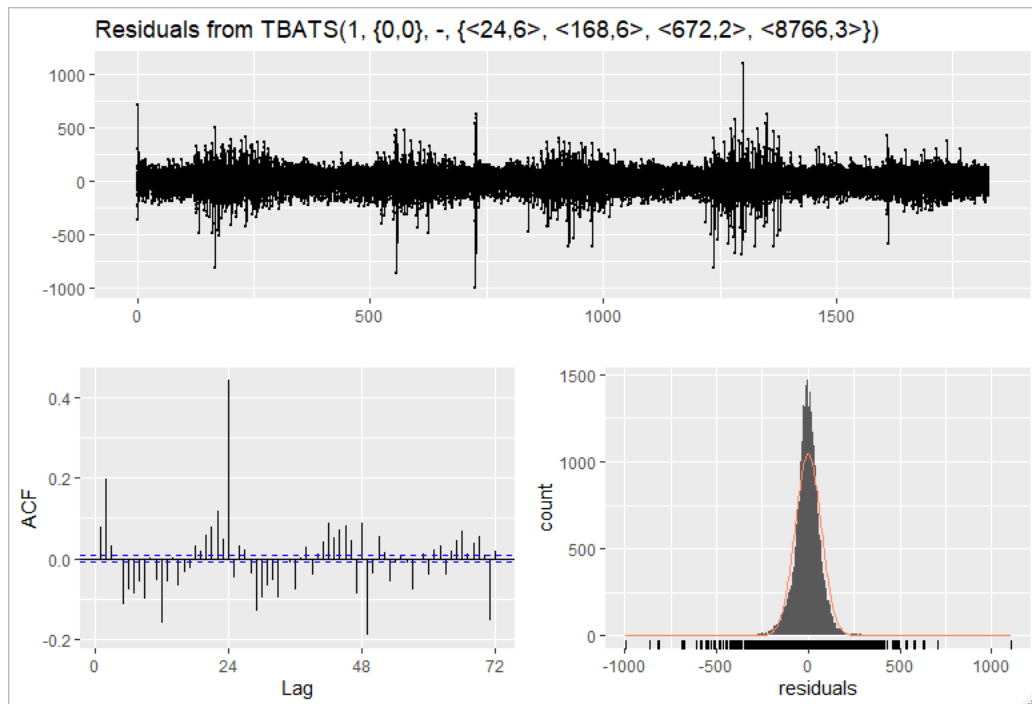 Residuals from TBATS(1, {0,0}, -, {<24,6>, <168,6>, <672,2>, <8766,3>})
1000
500
0
-500
-1000
0 500 1000 1500
ACF
0.4
0.2
0.0
-0.2
0 24 48 72
Lag
count
1500
1000
500
0
-1000 -500 0 500 1000
residuals